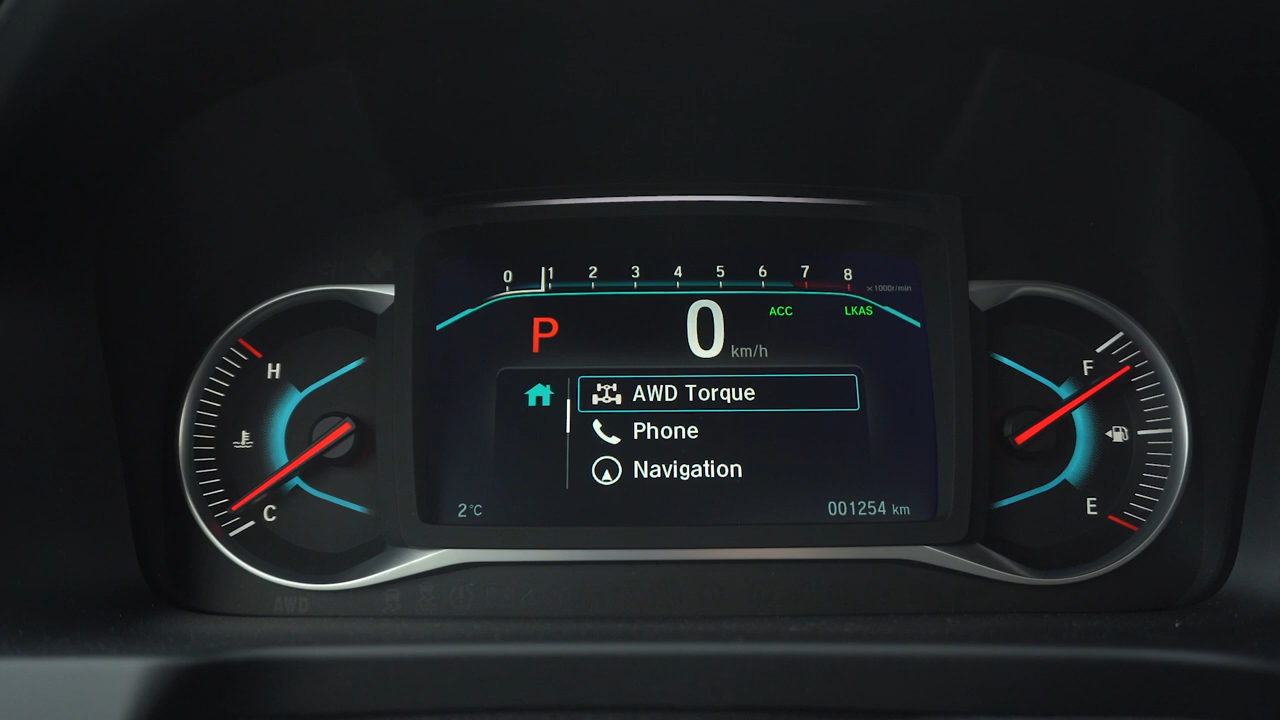 0 1 2 3 4 5 6 7 8
×1000r/min
P
0
km/h
ACC
LKAS
H
C
AWD Torque
Phone
Navigation
F
E
2°C
001254 km
AWD